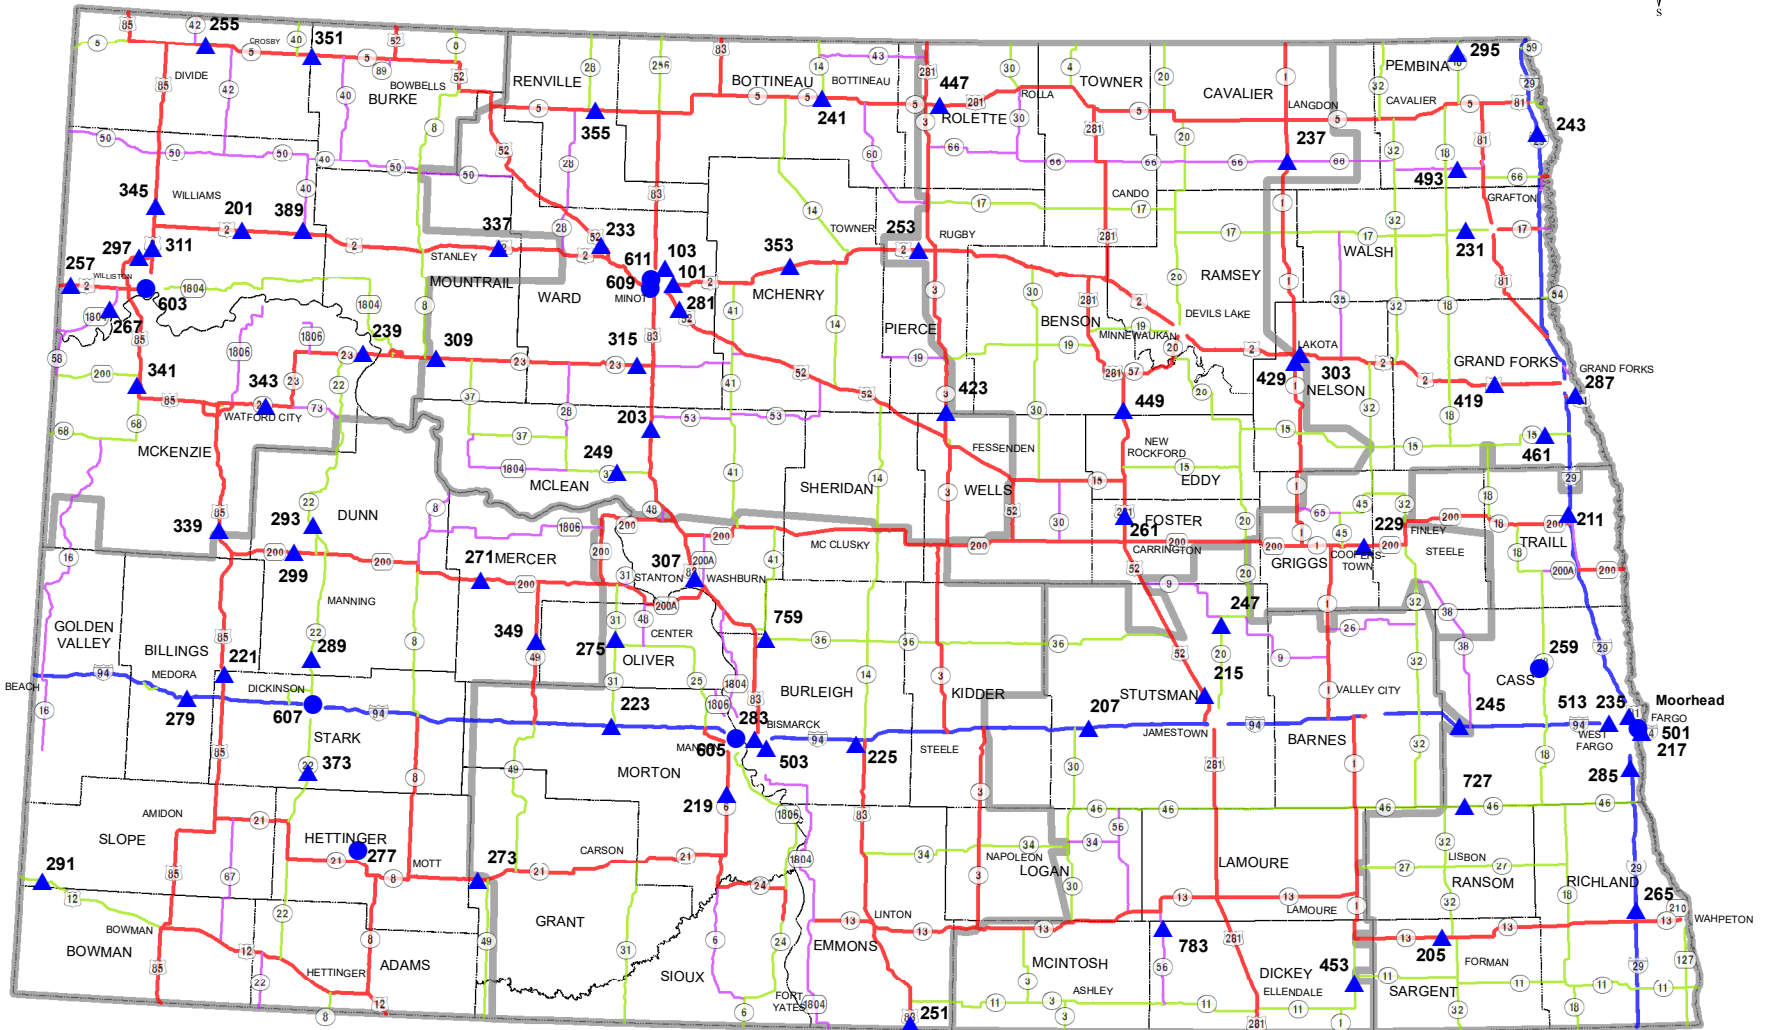 S
255
351
295
CROSBY
DIVIDE
BOWBELLS
BURKE
RENVILLE
BOTTINEAU
BOTTINEAU
447
ROLLA
TOWNER
CAVALIER
LANGDON
PEMBINA
CAVALIER
355
241
ROLETTE
237
243
493
GRAFTON
345
WILLIAMS
201
389
337
233
353
TOWNER
253
RUGBY
CANDO
WALSH
231
297
311
257
WILLISTON
603
267
STANLEY
MOUNTRAIL
WARD
611
609
103
101
MINOT
281
MCHENRY
PIERCE
BENSON
MINNEWAUKAN
RAMSEY
DEVILS LAKE
LAKOTA
303
429
NELSON
GRAND FORKS
GRAND FORKS
287
419
461
239
309
315
341
343
WATFORD CITY
203
423
449
MCKENZIE
249
MCLEAN
SHERIDAN
FESSENDEN
WELLS
NEW
ROCKFORD
EDDY
339
293
DUNN
299
271
MERCER
307
STANTON
WASHBURN
MC CLUSKY
261
FOSTER
CARRINGTON
229
FINLEY
STEELE
COOPERS-
TOWN
GRIGGS
211
TRAILL
GOLDEN
VALLEY
BILLINGS
MEDORA
BEACH
MANNING
221
289
DICKINSON
607
279
STARK
349
275
CENTER
OLIVER
759
247
215
259
CASS
223
283
BISMARCK
MANDAN
605
503
BURLEIGH
225
STEELE
KIDDER
207
STUTSMAN
JAMESTOWN
VALLEY CITY
BARNES
245
513
235
Moorhead
FARGO
WEST
FARGO
501
217
285
373
MORTON
219
727
AMIDON
SLOPE
HETTINGER
277
MOTT
273
CARSON
NAPOLEON
LOGAN
LAMOURE
LISBON
RANSOM
RICHLAND
265
WAHPETON
291
GRANT
LINTON
EMMONS
LAMOURE
BOWMAN
BOWMAN
HETTINGER
ADAMS
SIOUX
FORT
YATES
251
MCINTOSH
ASHLEY
783
DICKEY
ELLENDALE
453
205
FORMAN
SARGENT